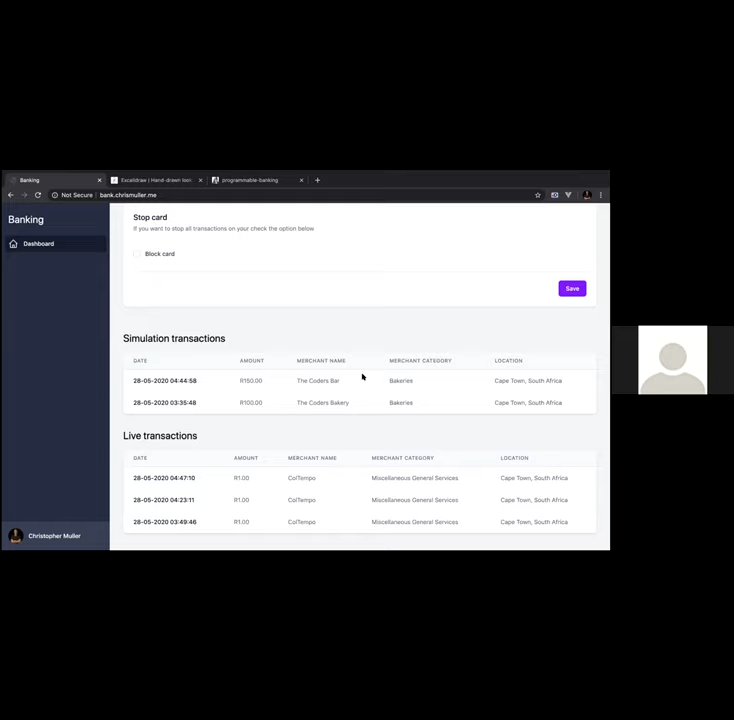 Banking
Excalidraw | Hand-drawn look
programmable-banking
Not Secure | bank.chrismuller.me
Banking
Dashboard
Stop card
If you want to stop all transactions on your check the option below
Block card
Save
Simulation transactions
DATE AMOUNT MERCHANT NAME MERCHANT CATEGORY LOCATION
28-05-2020 04:44:58 R150.00 The Coders Bar Bakeries Cape Town, South Africa
28-05-2020 03:35:48 R100.00 The Coders Bakery Bakeries Cape Town, South Africa
Live transactions
DATE AMOUNT MERCHANT NAME MERCHANT CATEGORY LOCATION
28-05-2020 04:47:10 R1.00 ColTempo Miscellaneous General Services Cape Town, South Africa
28-05-2020 04:23:11 R1.00 ColTempo Miscellaneous General Services Cape Town, South Africa
28-05-2020 03:49:46 R1.00 ColTempo Miscellaneous General Services Cape Town, South Africa
Christopher Muller